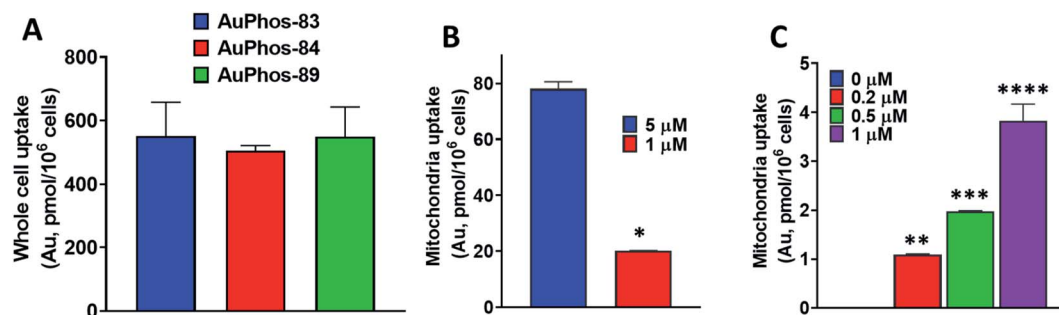 A
AuPhos-83
AuPhos-84
AuPhos-89
Whole cell uptake
(Au, pmol/10⁶ cells)
800
600
400
200
0
B
Mitochondria uptake
(Au, pmol/10⁶ cells)
80
60
40
20
0
5 μM
1 μM
*
C
Mitochondria uptake
(Au, pmol/10⁶ cells)
5
4
3
2
1
0
0 μM
0.2 μM
0.5 μM
1 μM
**
***
****